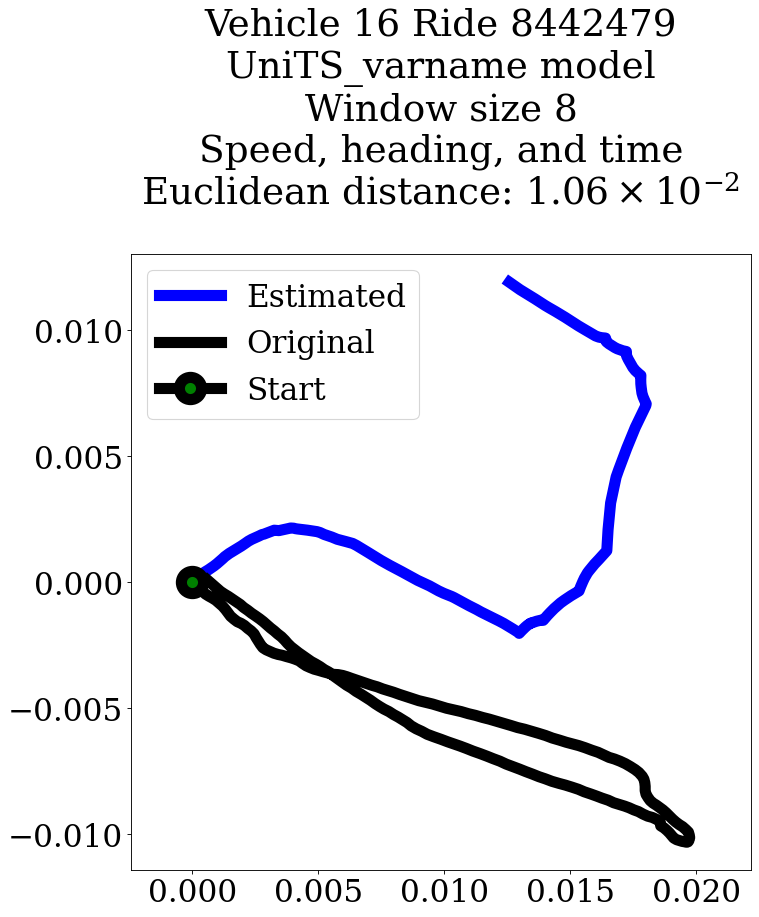 Vehicle 16 Ride 8442479
UniTS_varname model
Window size 8
Speed, heading, and time
Euclidean distance: 1.06 × 10⁻²
Estimated
Original
Start
0.010
0.005
0.000
−0.005
−0.010
0.000 0.005 0.010 0.015 0.020